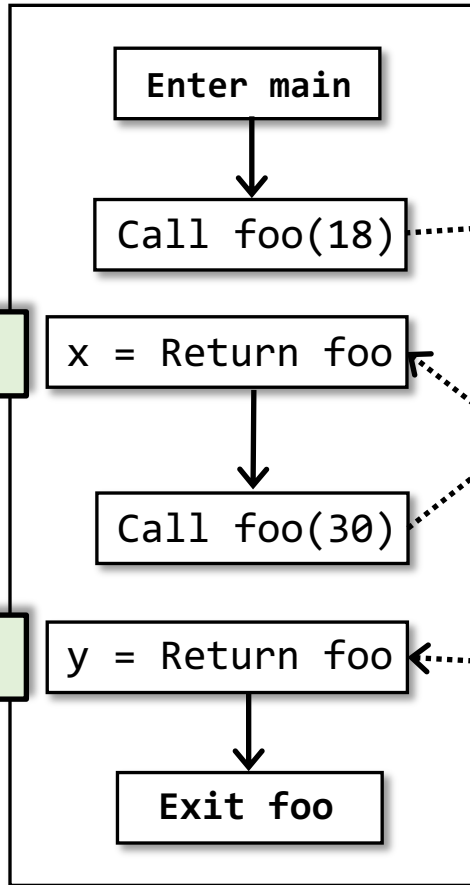 Enter main
Call foo(18)
x = Return foo
Call foo(30)
y = Return foo
Exit foo